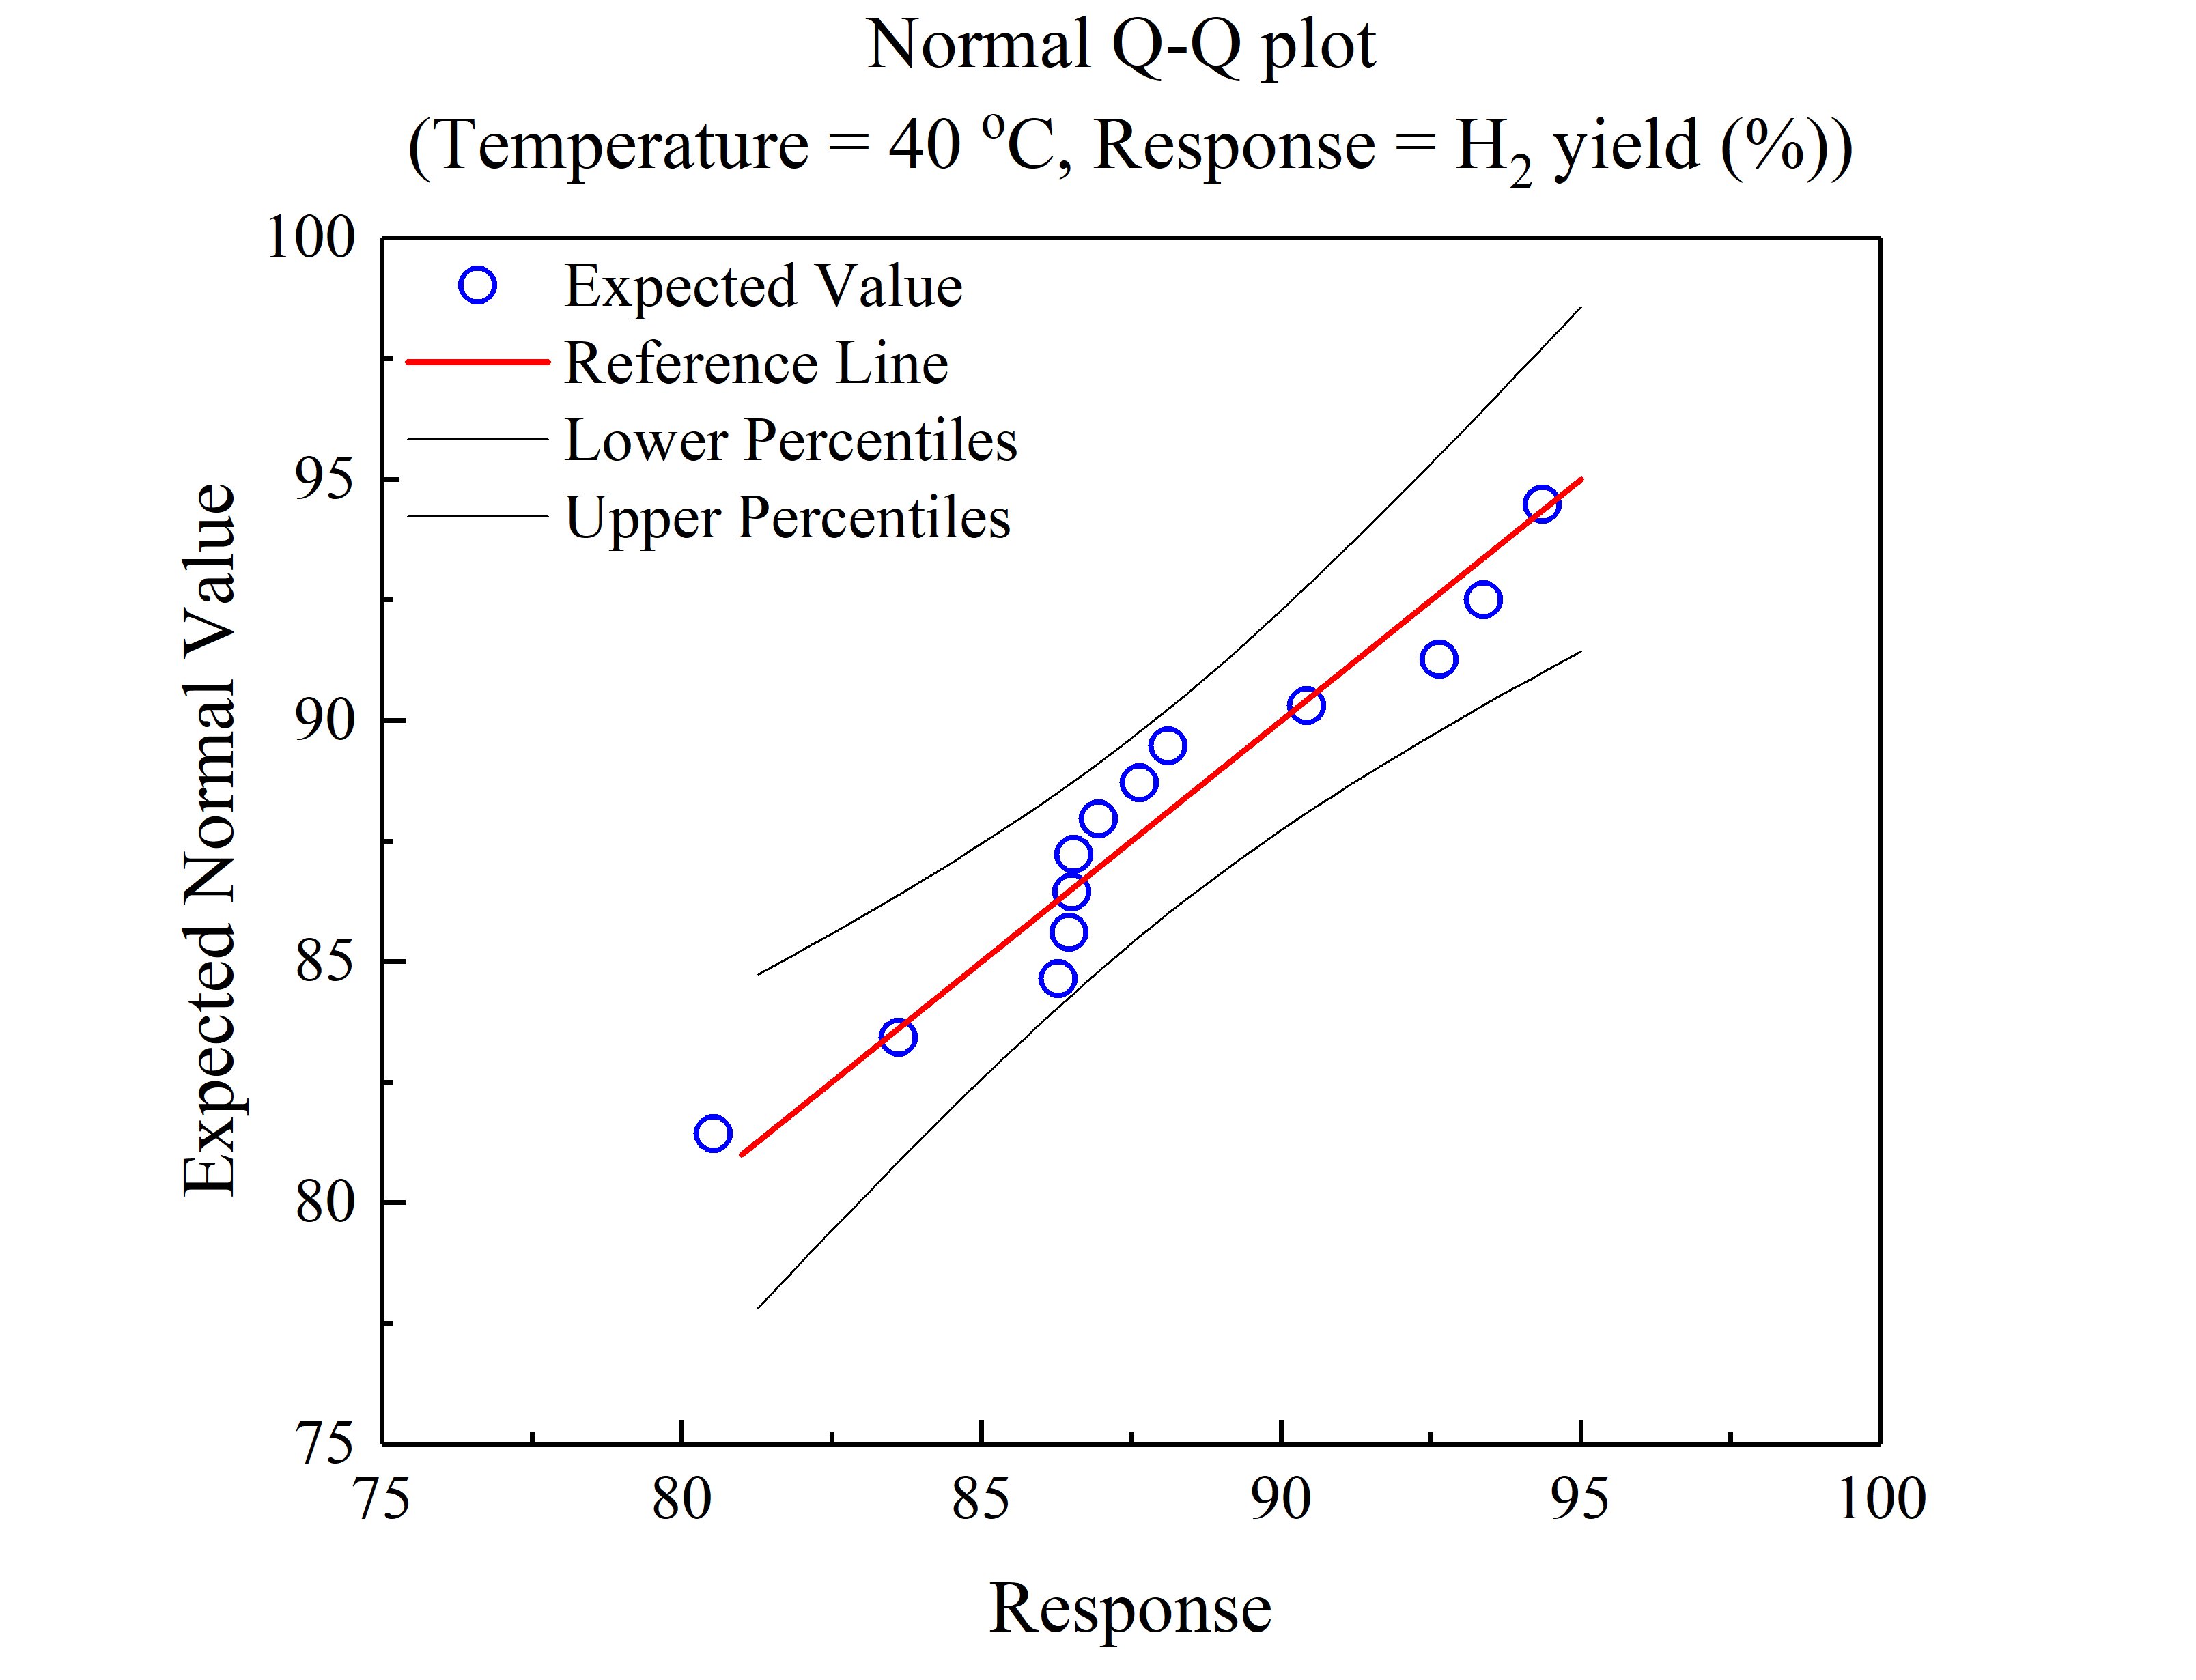 Normal Q-Q plot
(Temperature = 40 ºC, Response = H₂ yield (%))
100
95
90
85
80
75
Expected Normal Value
Expected Value
Reference Line
Lower Percentiles
Upper Percentiles
75 80 85 90 95 100
Response